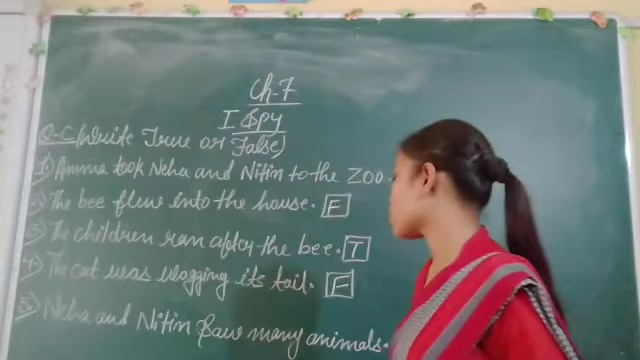 Ch-7
I Spy
Q-C Write True or False)
1) Amma took Neha and Nitin to the ZOO.
2) The bee flew into the house. F
3) The children ran after the bee. T
4) The cat was wagging its tail. F
5) Neha and Nitin saw many animals.